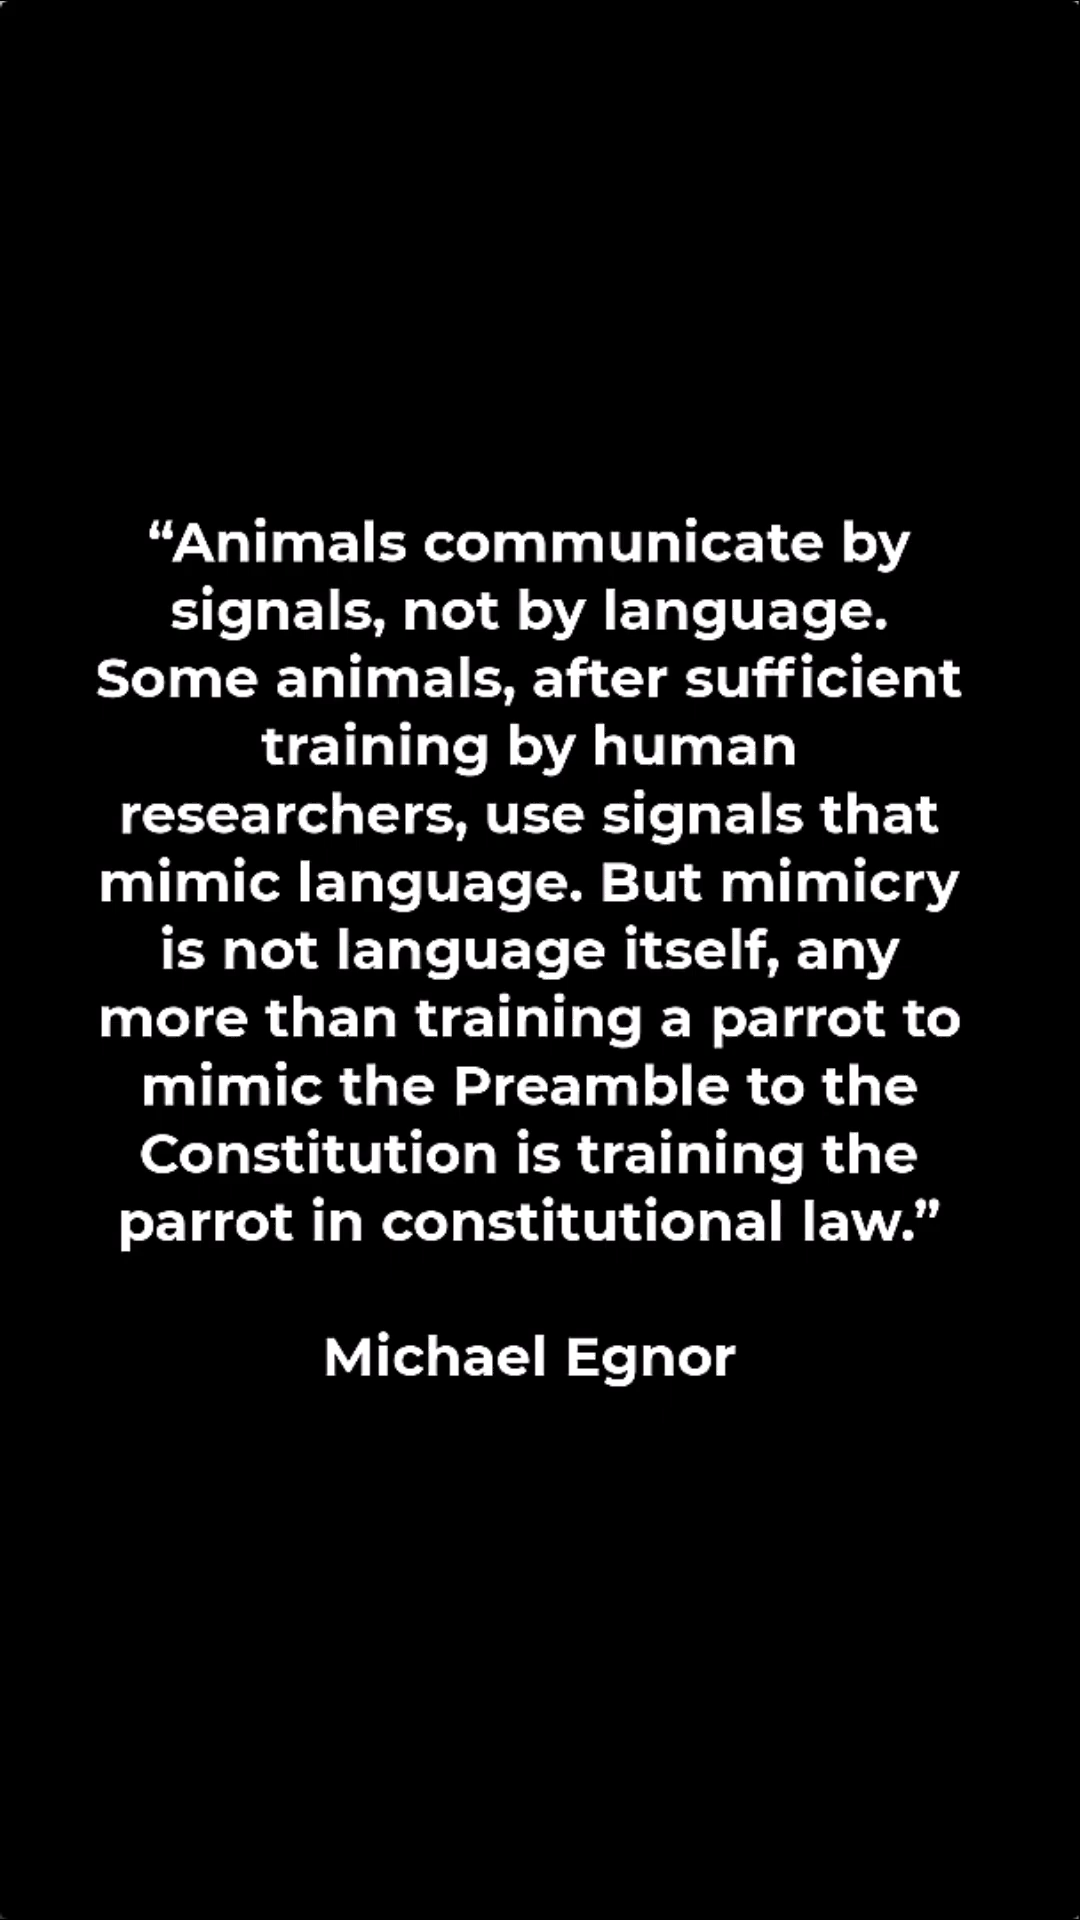 “Animals communicate by
signals, not by language.
Some animals, after sufficient
training by human
researchers, use signals that
mimic language. But mimicry
is not language itself, any
more than training a parrot to
mimic the Preamble to the
Constitution is training the
parrot in constitutional law.”
Michael Egnor